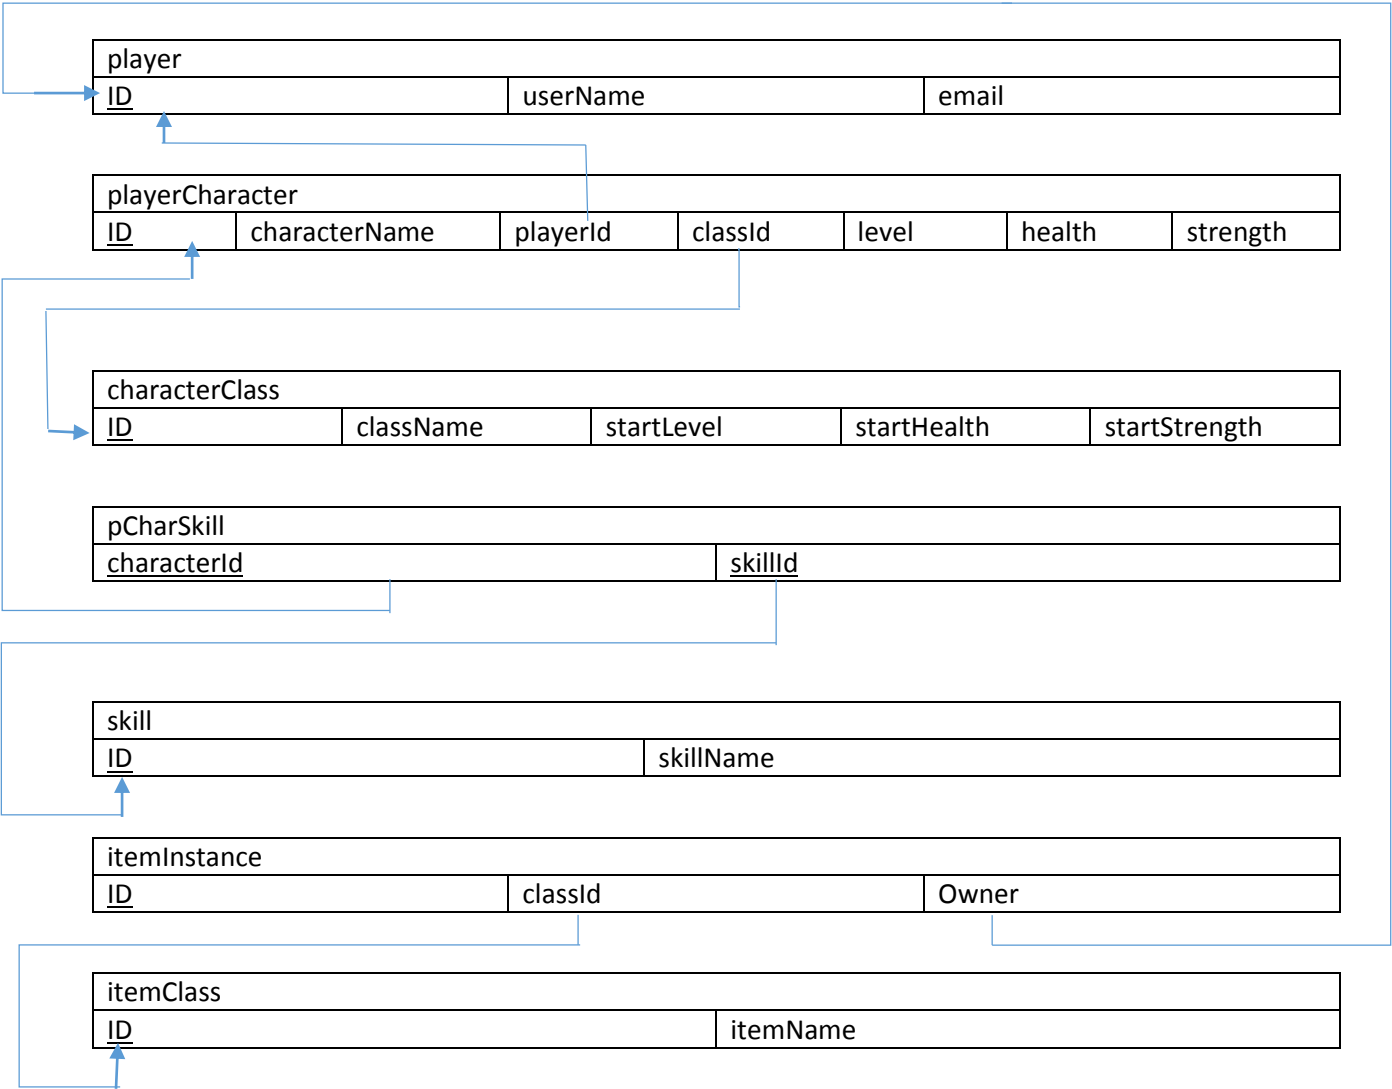 player
ID userName email
playerCharacter
ID characterName playerId classId level health strength
characterClass
ID className startLevel startHealth startStrength
pCharSkill
characterId skillId
skill
ID skillName
itemInstance
ID classId Owner
itemClass
ID itemName